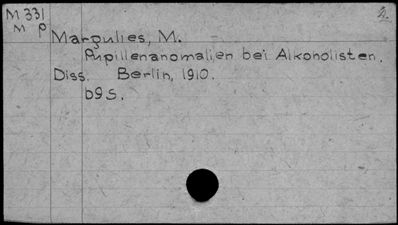 M 331
M P
Margulies, M.
Pupillenanomalien bei Alkoholisten.
Diss. Berlin, 1910.
69 S.